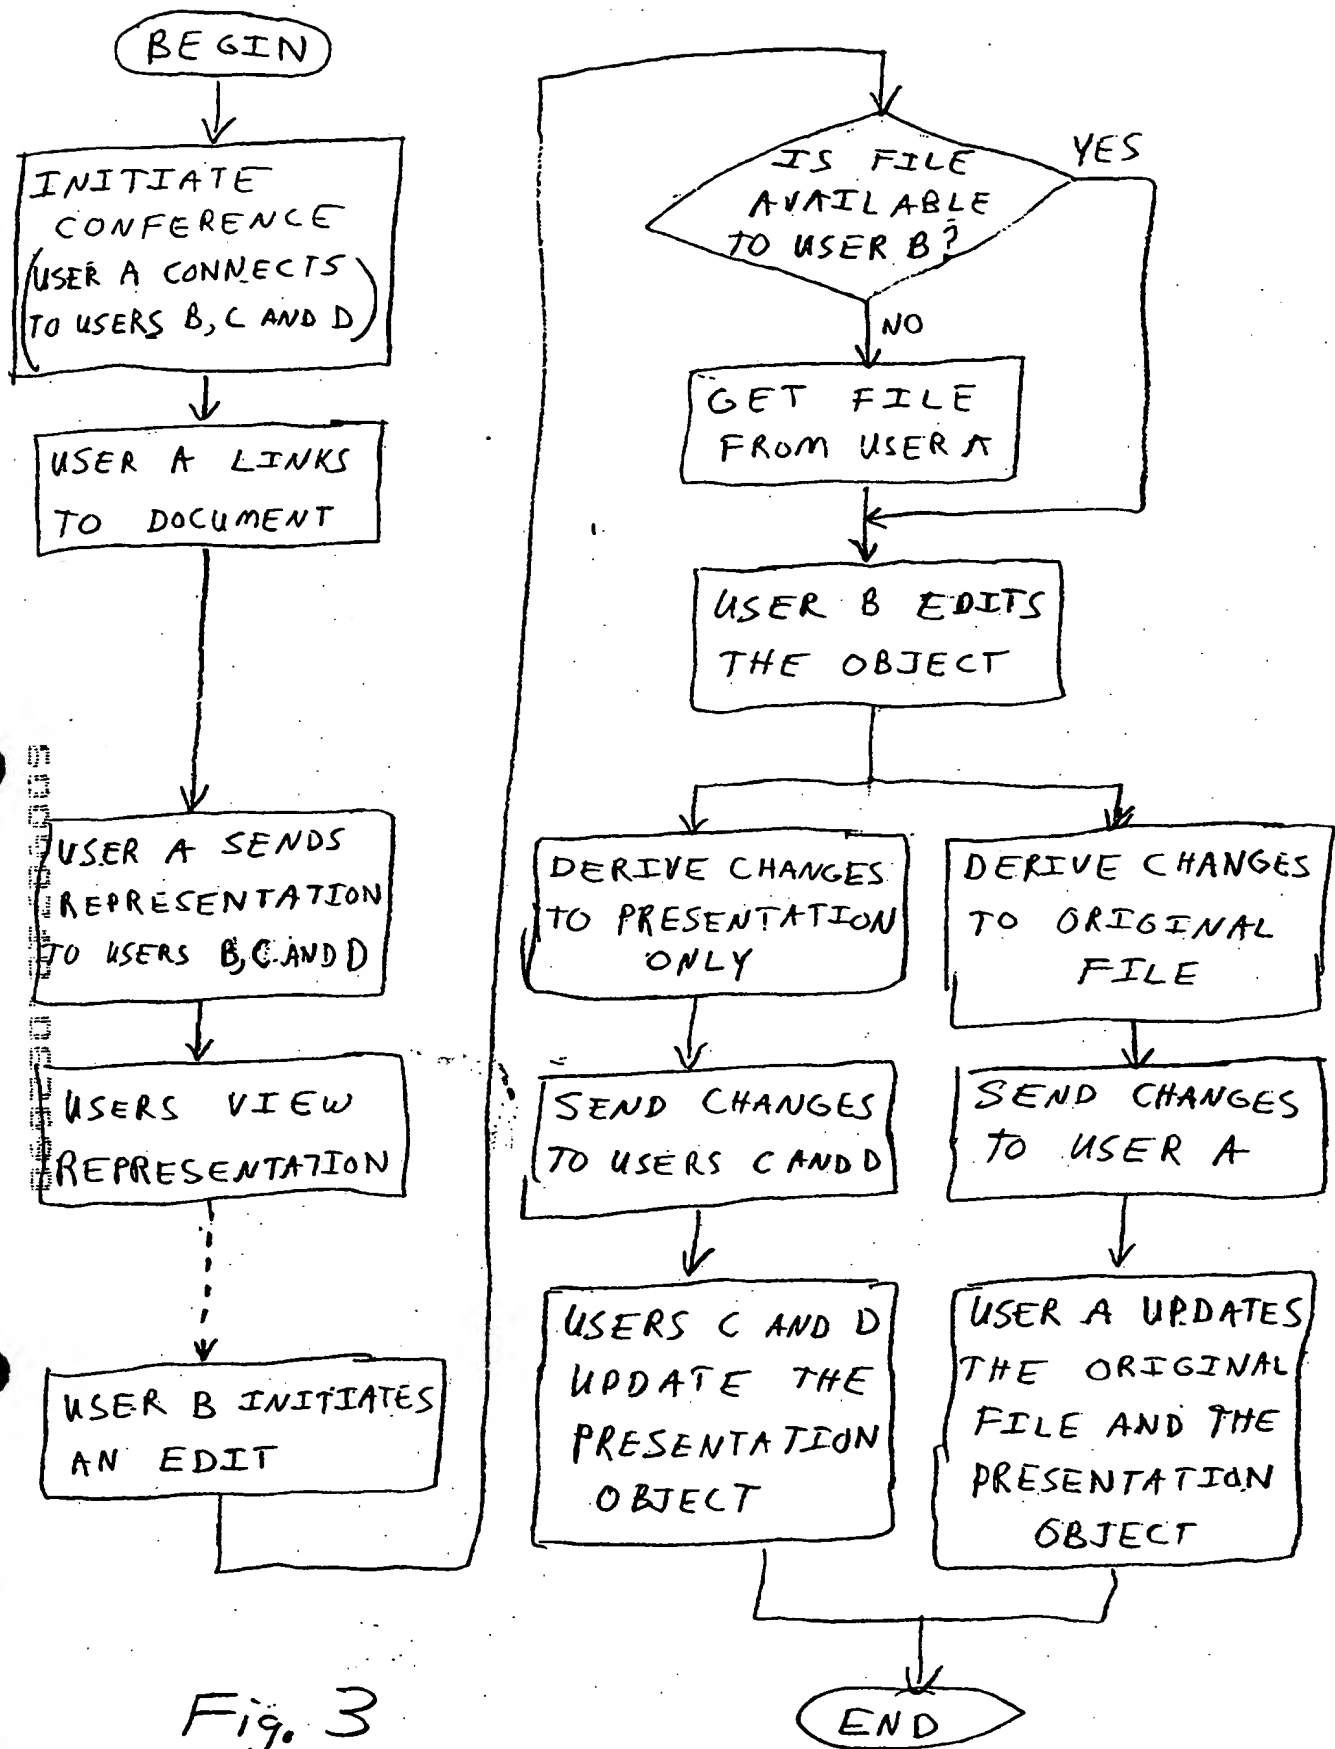 BEGIN
INITIATE
CONFERENCE
(USER A CONNECTS
TO USERS B, C AND D)
USER A LINKS
TO DOCUMENT
USER A SENDS
REPRESENTATION
TO USERS B, C AND D
USERS VIEW
REPRESENTATION
USER B INITIATES
AN EDIT
IS FILE
AVAILABLE
TO USER B?
YES
NO
GET FILE
FROM USER A
USER B EDITS
THE OBJECT
DERIVE CHANGES
TO PRESENTATION
ONLY
SEND CHANGES
TO USERS C AND D
USERS C AND D
UPDATE THE
PRESENTATION
OBJECT
DERIVE CHANGES
TO ORIGINAL
FILE
SEND CHANGES
TO USER A
USER A UPDATES
THE ORIGINAL
FILE AND THE
PRESENTATION
OBJECT
END
Fig. 3